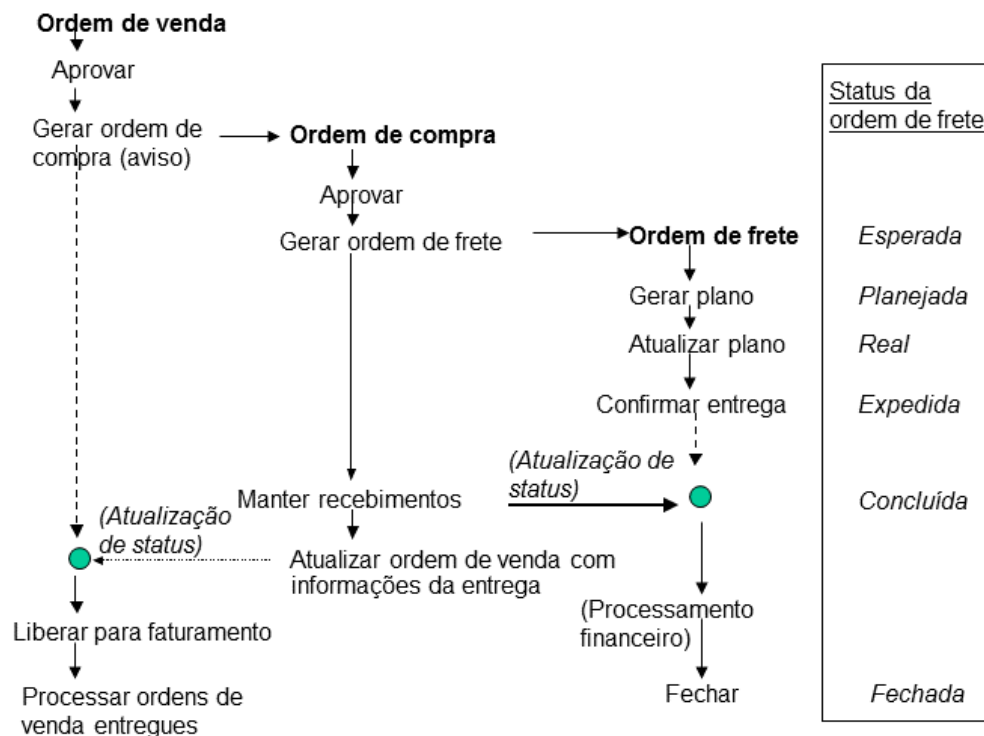 Ordem de venda
Aprovar
Gerar ordem de
compra (aviso)
Ordem de compra
Aprovar
Gerar ordem de frete
Ordem de frete
Gerar plano
Atualizar plano
Confirmar entrega
(Atualização de
status)
Manter recebimentos
(Atualização
de status)
Atualizar ordem de venda com
informações da entrega
Liberar para faturamento
(Processamento
financeiro)
Processar ordens de
venda entregues
Fechar
Status da
ordem de frete
Esperada
Planejada
Real
Expedida
Concluída
Fechada